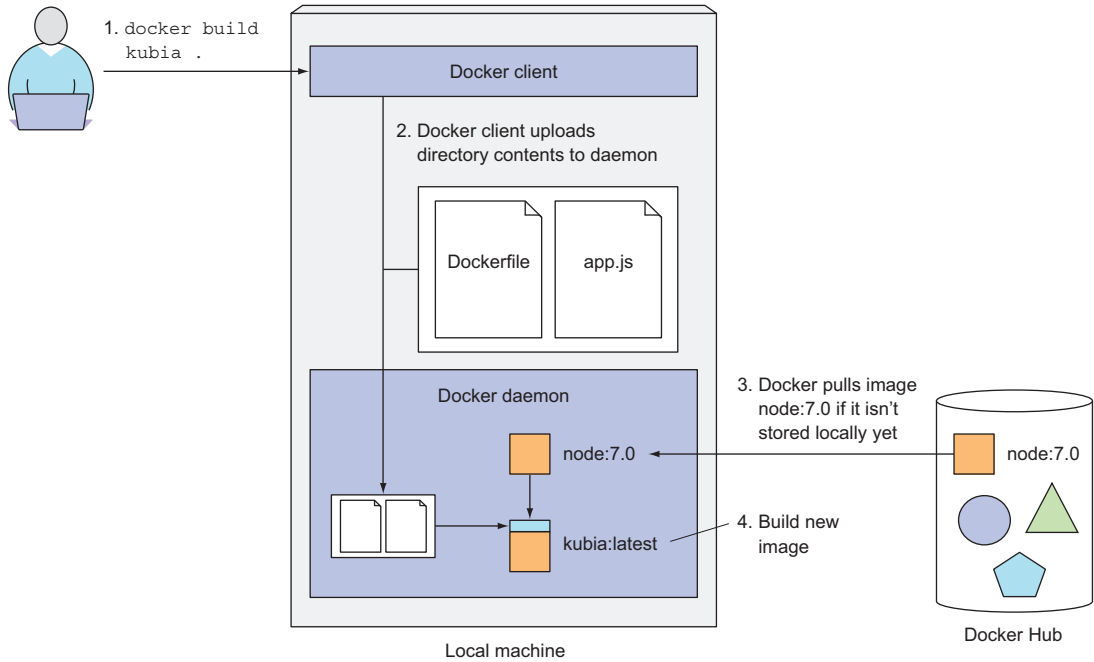 1. docker build
kubia .
Docker client
2. Docker client uploads
directory contents to daemon
Dockerfile
app.js
Docker daemon
3. Docker pulls image
node:7.0 if it isn't
stored locally yet
node:7.0
node:7.0
kubia:latest
4. Build new
image
Docker Hub
Local machine